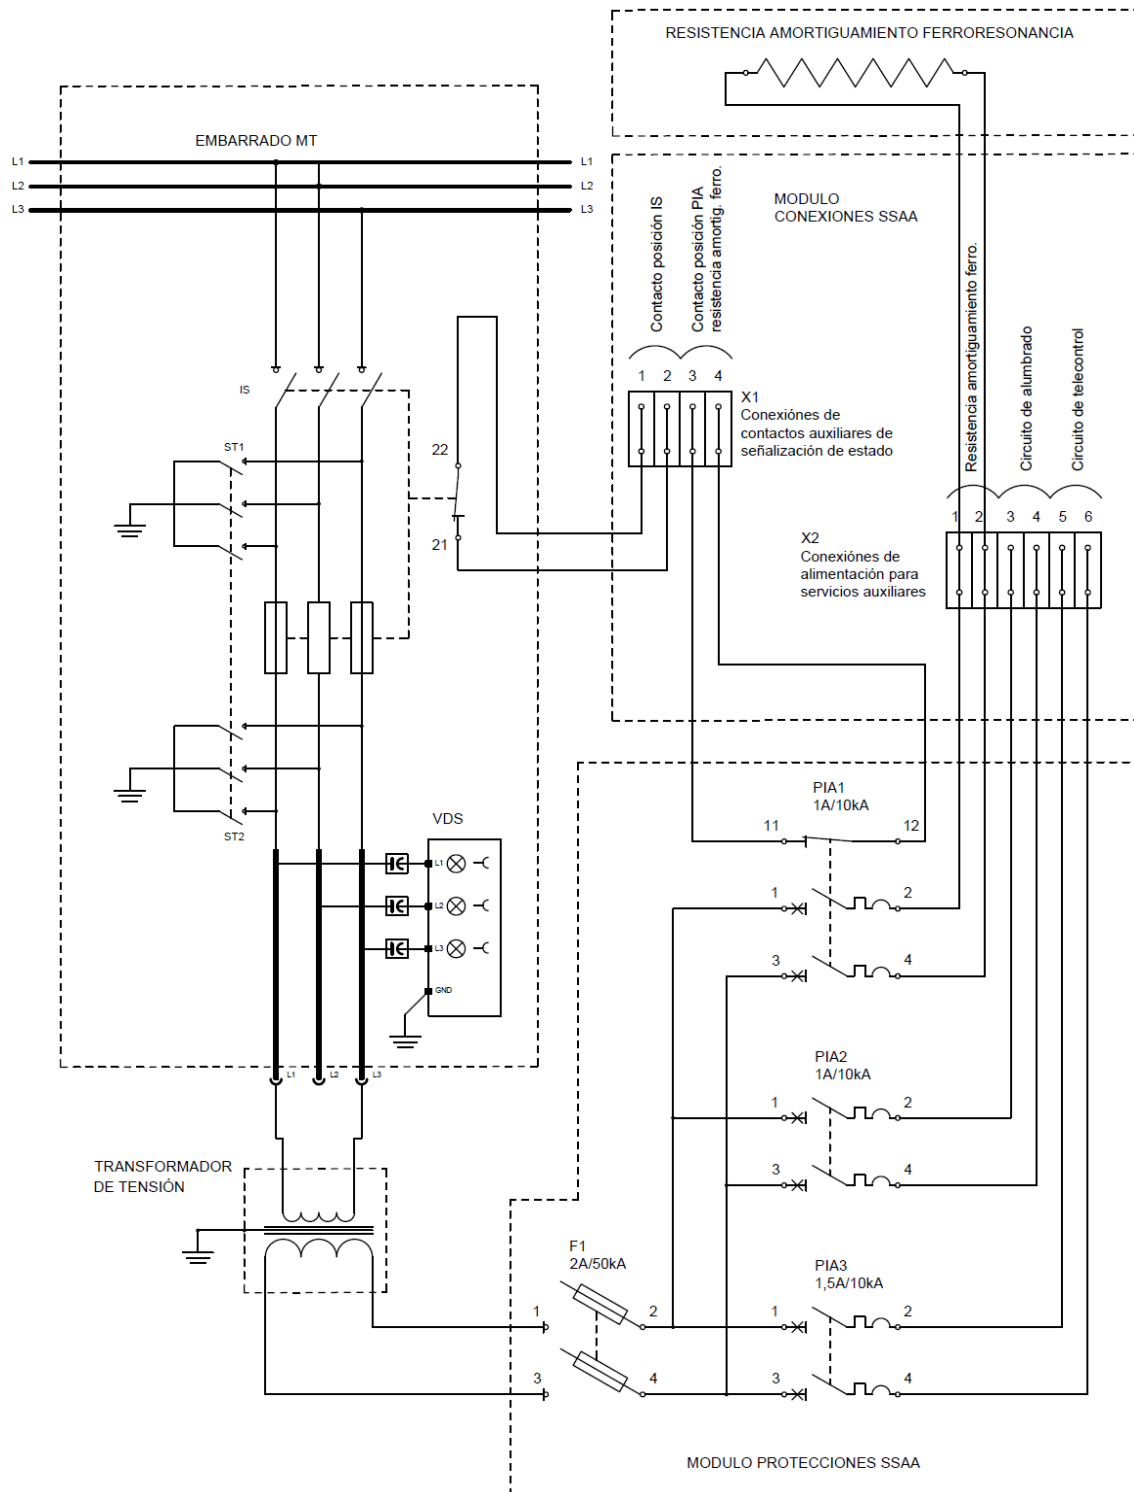 RESISTENCIA AMORTIGUAMIENTO FERRORESONANCIA
EMBARRADO MT
L1
L1
L2
L2
L3
L3
MODULO
CONEXIONES SSAA
Contacto posición IS
Contacto posición PIA
resistencia amortig. ferro.
Resistencia amortiguamiento ferro.
Circuito de alumbrado
Circuito de telecontrol
1 2 3 4
X1
Conexiónes de
contactos auxiliares de
señalización de estado
IS
ST1
22
21
1 2 3 4 5 6
X2
Conexiónes de
alimentación para
servicios auxiliares
ST2
VDS
L1
L2
L3
GND
L1 L2 L3
PIA1
1A/10kA
11 12
1 2
3 4
PIA2
1A/10kA
1 2
3 4
TRANSFORMADOR
DE TENSIÓN
F1
2A/50kA
1 2
3 4
PIA3
1,5A/10kA
1 2
3 4
MODULO PROTECCIONES SSAA